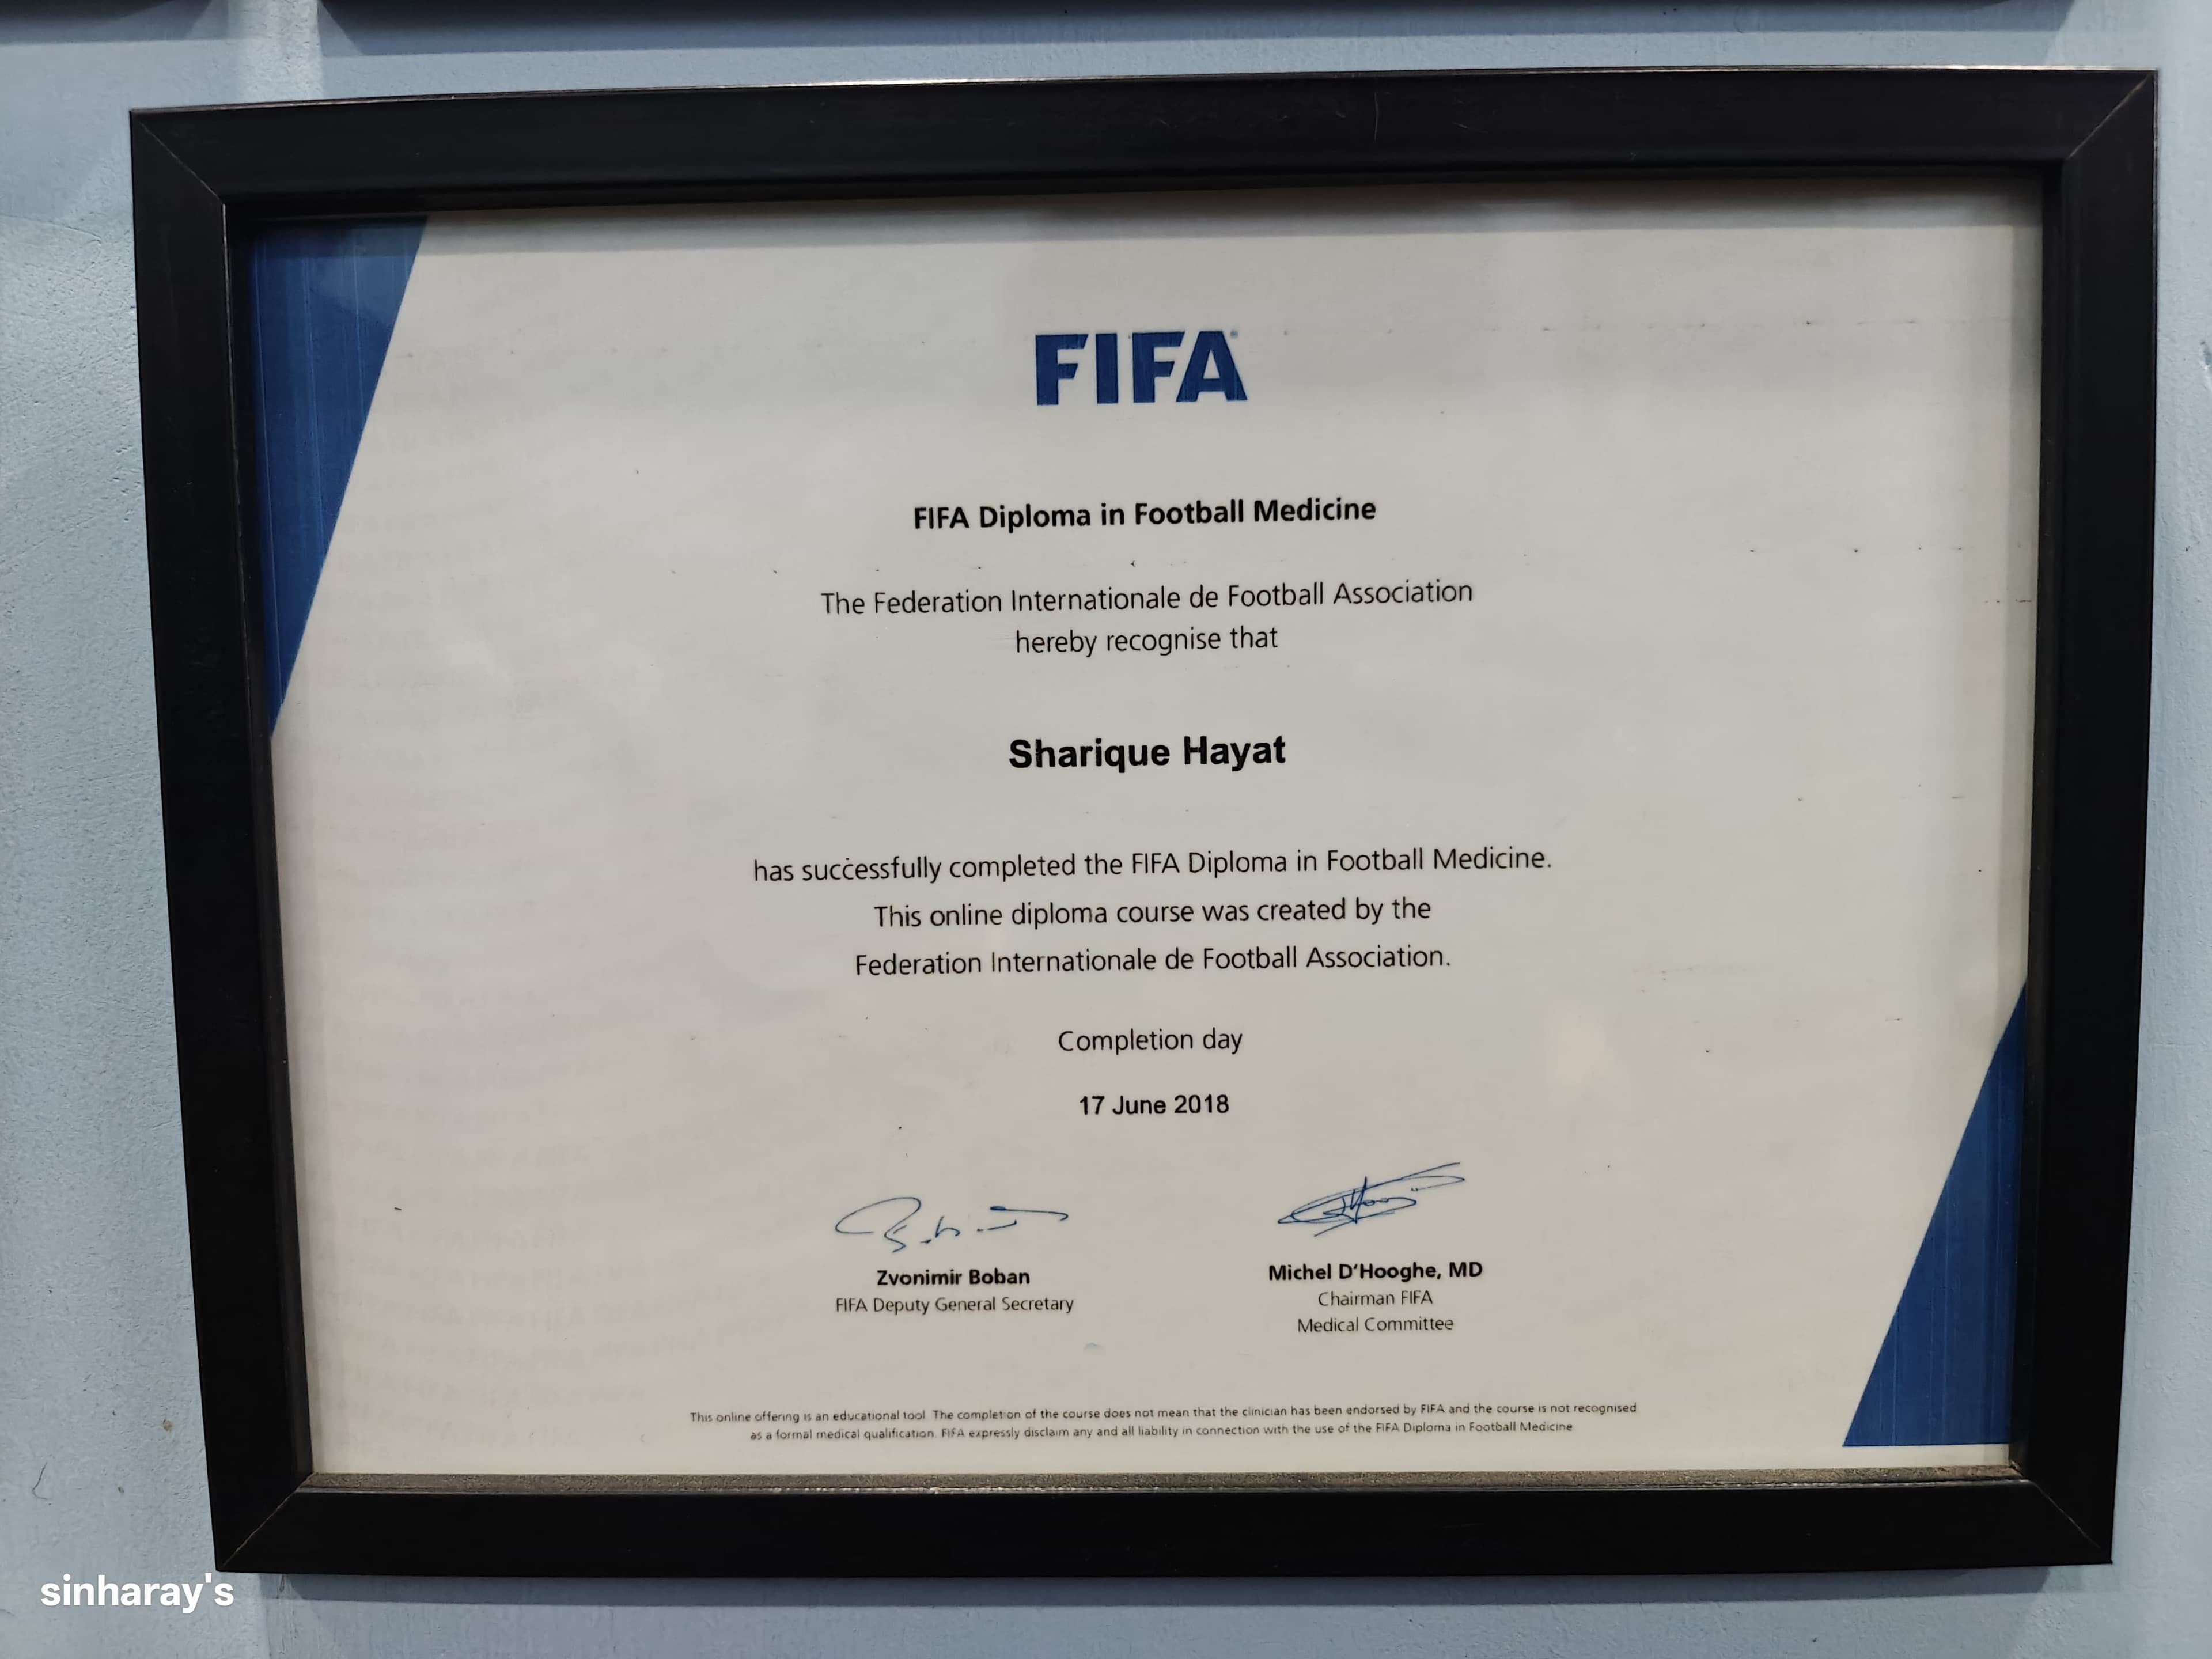 FIFA
FIFA Diploma in Football Medicine
The Federation Internationale de Football Association
hereby recognise that
Sharique Hayat
has successfully completed the FIFA Diploma in Football Medicine.
This online diploma course was created by the
Federation Internationale de Football Association.
Completion day
17 June 2018
Zvonimir Boban
FIFA Deputy General Secretary
Michel D'Hooghe, MD
Chairman FIFA
Medical Committee
This online offering is an educational tool. The completion of the course does not mean that the clinician has been endorsed by FIFA and the course is not recognised
as a formal medical qualification. FIFA expressly disclaim any and all liability in connection with the use of the FIFA Diploma in Football Medicine
sinharay's